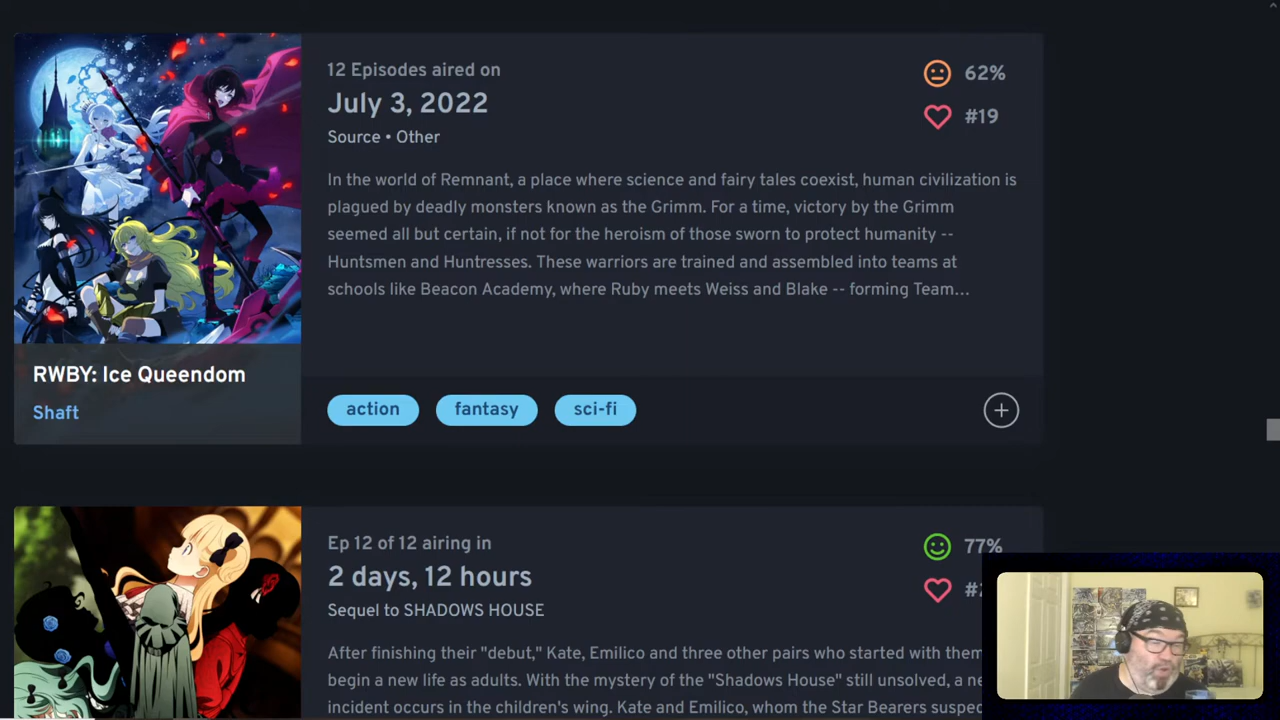 12 Episodes aired on
July 3, 2022
Source • Other
62%
#19
In the world of Remnant, a place where science and fairy tales coexist, human civilization is
plagued by deadly monsters known as the Grimm. For a time, victory by the Grimm
seemed all but certain, if not for the heroism of those sworn to protect humanity --
Huntsmen and Huntresses. These warriors are trained and assembled into teams at
schools like Beacon Academy, where Ruby meets Weiss and Blake -- forming Team...
RWBY: Ice Queendom
Shaft
action
fantasy
sci-fi
Ep 12 of 12 airing in
2 days, 12 hours
Sequel to SHADOWS HOUSE
77%
After finishing their "debut," Kate, Emilico and three other pairs who started with them
begin a new life as adults. With the mystery of the "Shadows House" still unsolved, a
incident occurs in the children's wing. Kate and Emilico, whom the Star Bearers